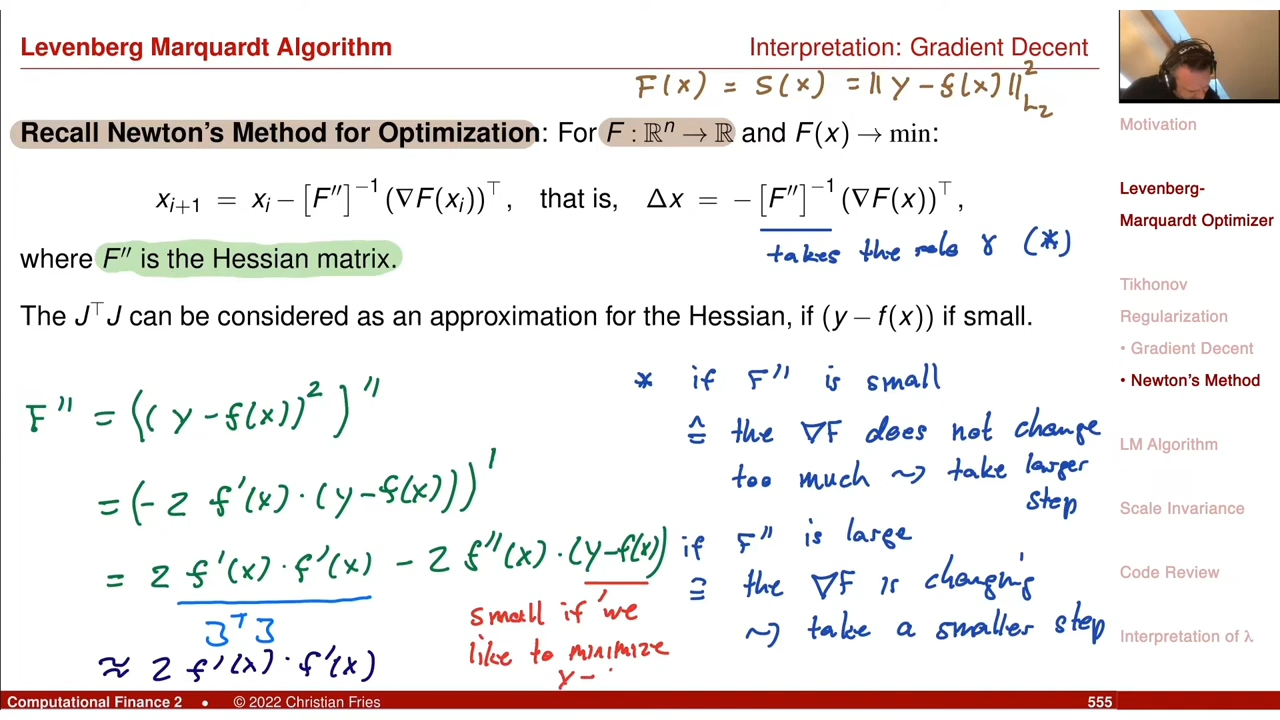 Levenberg Marquardt Algorithm
Interpretation: Gradient Decent
F(x) = S(x) = || y - f(x) ||²_L₂
Recall Newton's Method for Optimization: For F : ℝⁿ → ℝ and F(x) → min:
xᵢ₊₁ = xᵢ − [F″]⁻¹ (∇F(xᵢ))ᵀ, that is, Δx = −[F″]⁻¹ (∇F(x))ᵀ,
takes the role γ (*)
where F″ is the Hessian matrix.
The JᵀJ can be considered as an approximation for the Hessian, if (y − f(x)) if small.
F″ = ((y − f(x))²)″
= (−2 f′(x) · (y − f(x)))′
= 2 f′(x) · f′(x) − 2 f″(x) · (y − f(x))
JᵀJ
small if we
like to minimize
y −
≈ 2 f′(x) · f′(x)
* if F″ is small
≙ the ∇F does not change
too much ⇝ take larger
step
if F″ is large
≙ the ∇F is changing
⇝ take a smaller step
Motivation
Levenberg-
Marquardt Optimizer
Tikhonov
Regularization
• Gradient Decent
• Newton's Method
LM Algorithm
Scale Invariance
Code Review
Interpretation of λ
Computational Finance 2 • © 2022 Christian Fries 555